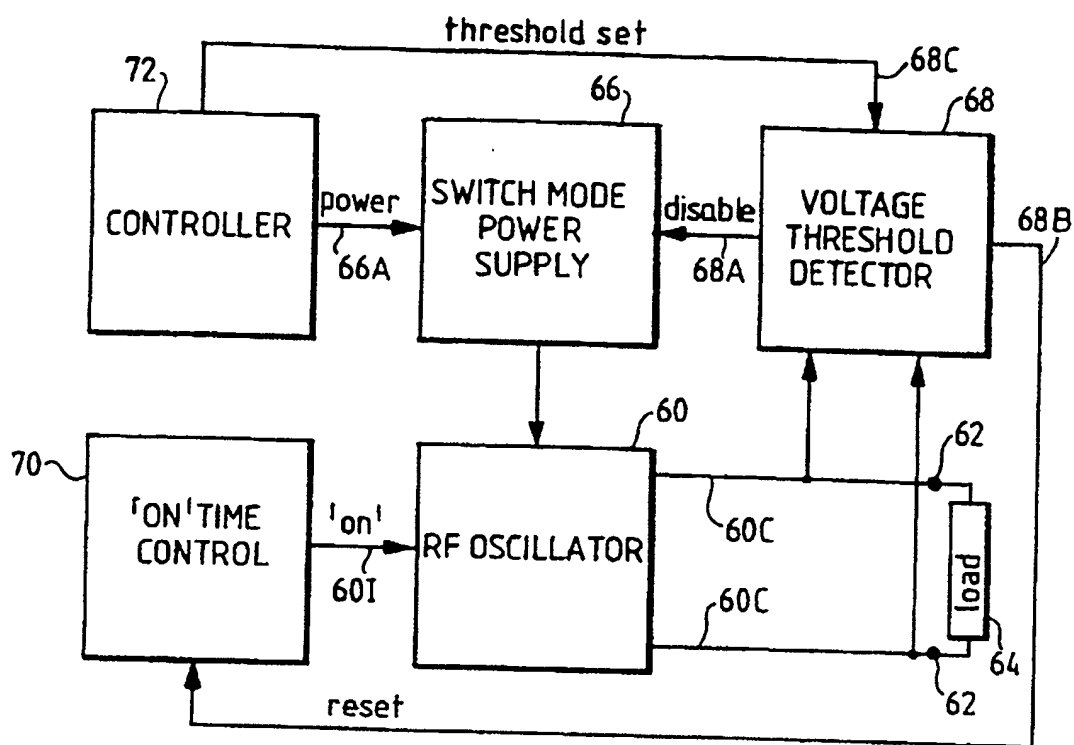 threshold set
72
66
68C
68
CONTROLLER
power
66A
SWITCH MODE
POWER
SUPPLY
disable
68A
VOLTAGE
THRESHOLD
DETECTOR
68B
70
'ON' TIME
CONTROL
'on'
60I
60
RF OSCILLATOR
60C
60C
62
load
64
62
reset